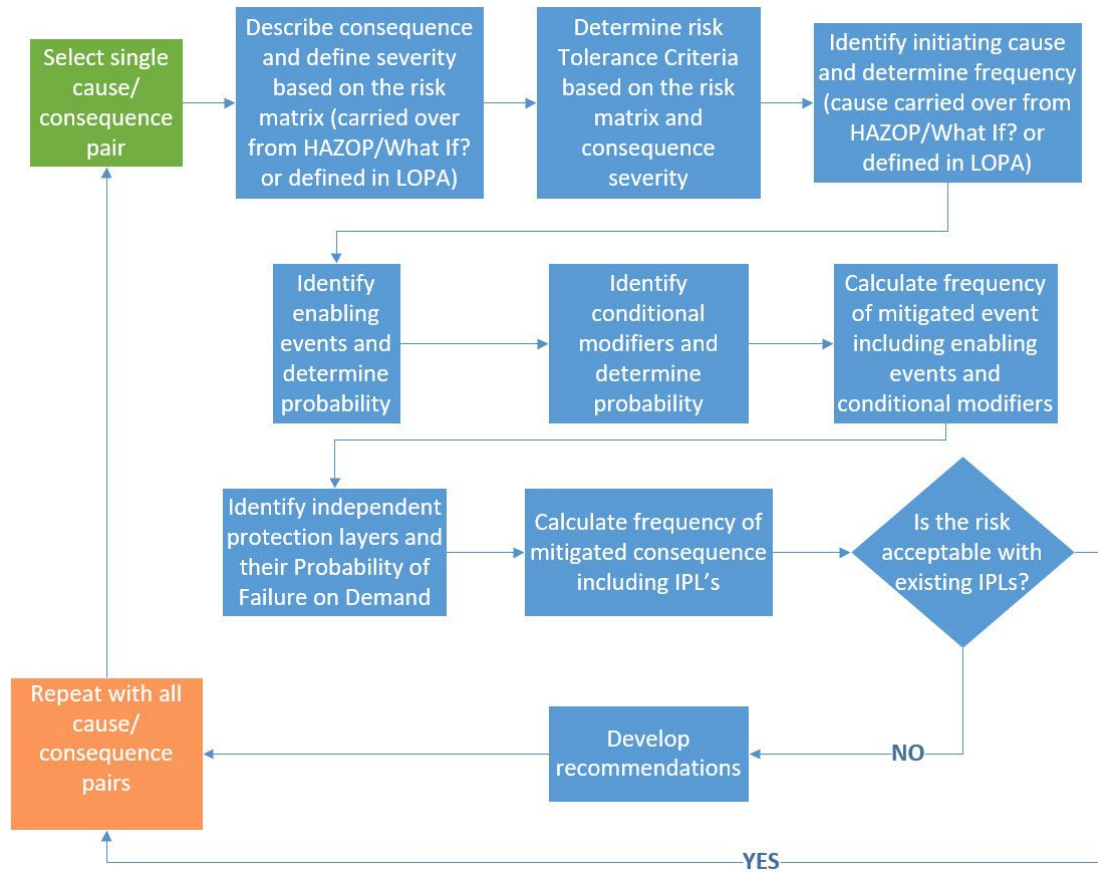 Select single
cause/
consequence
pair
Describe consequence
and define severity
based on the risk
matrix (carried over
from HAZOP/What If?
or defined in LOPA)
Determine risk
Tolerance Criteria
based on the risk
matrix and
consequence
severity
Identify initiating cause
and determine frequency
(cause carried over from
HAZOP/What If? or
defined in LOPA)
Identify
enabling
events and
determine
probability
Identify
conditional
modifiers and
determine
probability
Calculate frequency
of mitigated event
including enabling
events and
conditional modifiers
Identify independent
protection layers and
their Probability of
Failure on Demand
Calculate frequency of
mitigated consequence
including IPL's
Is the risk
acceptable with
existing IPLs?
NO
Develop
recommendations
Repeat with all
cause/
consequence
pairs
YES